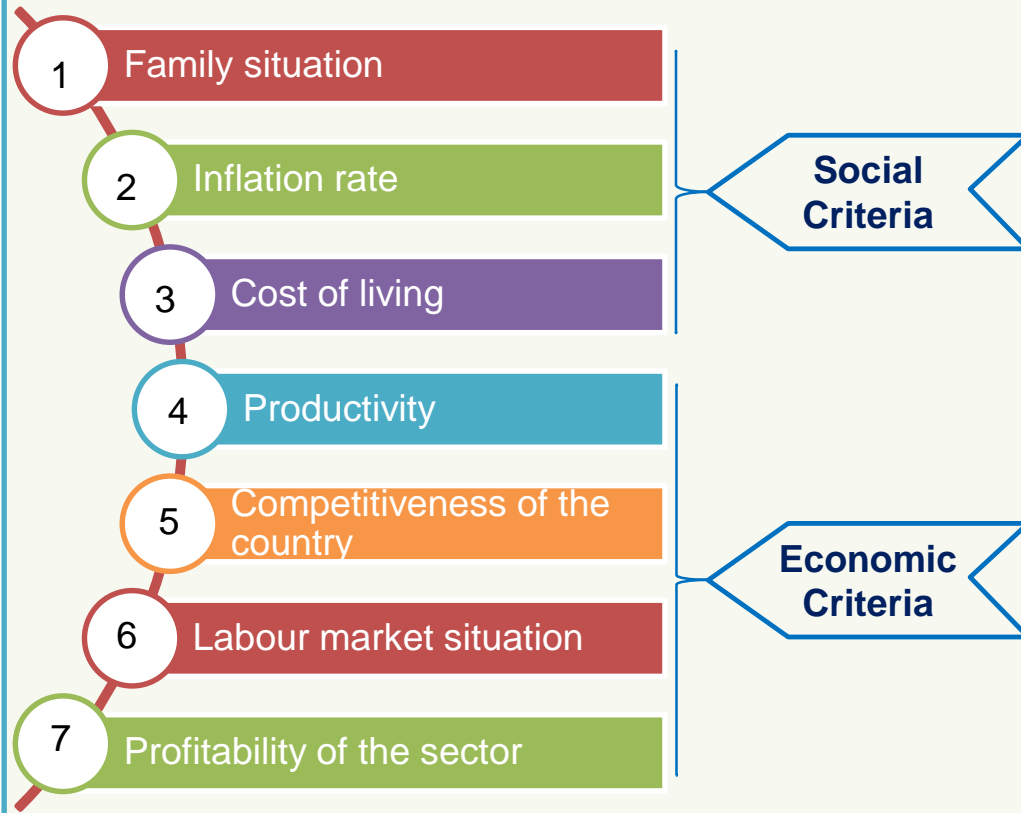 1
Family situation
2
Inflation rate
3
Cost of living
Social
Criteria
4
Productivity
5
Competitiveness of the
country
6
Labour market situation
7
Profitability of the sector
Economic
Criteria